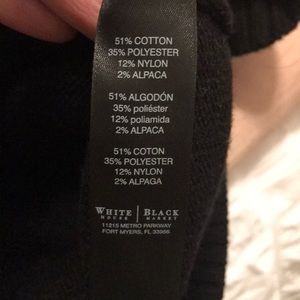 51% COTTON
35% POLYESTER
12% NYLON
2% ALPACA
51% ALGODÓN
35% poliéster
12% poliamida
2% ALPACA
51% COTON
35% POLYESTER
12% NYLON
2% ALPAGA
WHITE | BLACK
HOUSE MARKET
11215 METRO PARKWAY
FORT MYERS, FL 33966